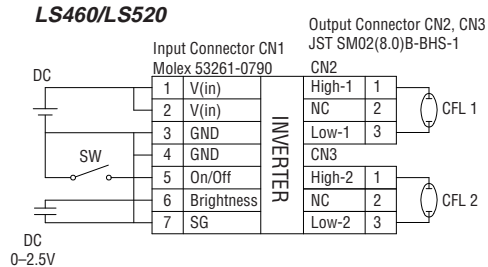 LS460/LS520
Output Connector CN2, CN3
JST SM02(8.0)B-BHS-1
Input Connector CN1
Molex 53261-0790
CN2
DC
1 V(in)
High-1 1
2 V(in)
NC 2
CFL 1
3 GND
Low-1 3
4 GND
CN3
SW
5 On/Off
High-2 1
6 Brightness
NC 2
CFL 2
7 SG
Low-2 3
INVERTER
DC
0–2.5V